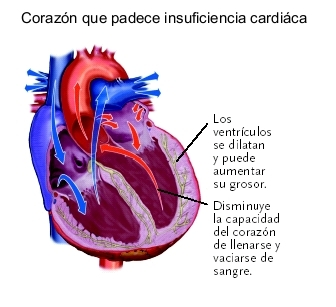 Corazón que padece insuficiencia cardiáca
Los
ventrículos
se dilatan
y puede
aumentar
su grosor.
Disminuye
la capacidad
del corazón
de llenarse y
vaciarse de
sangre.